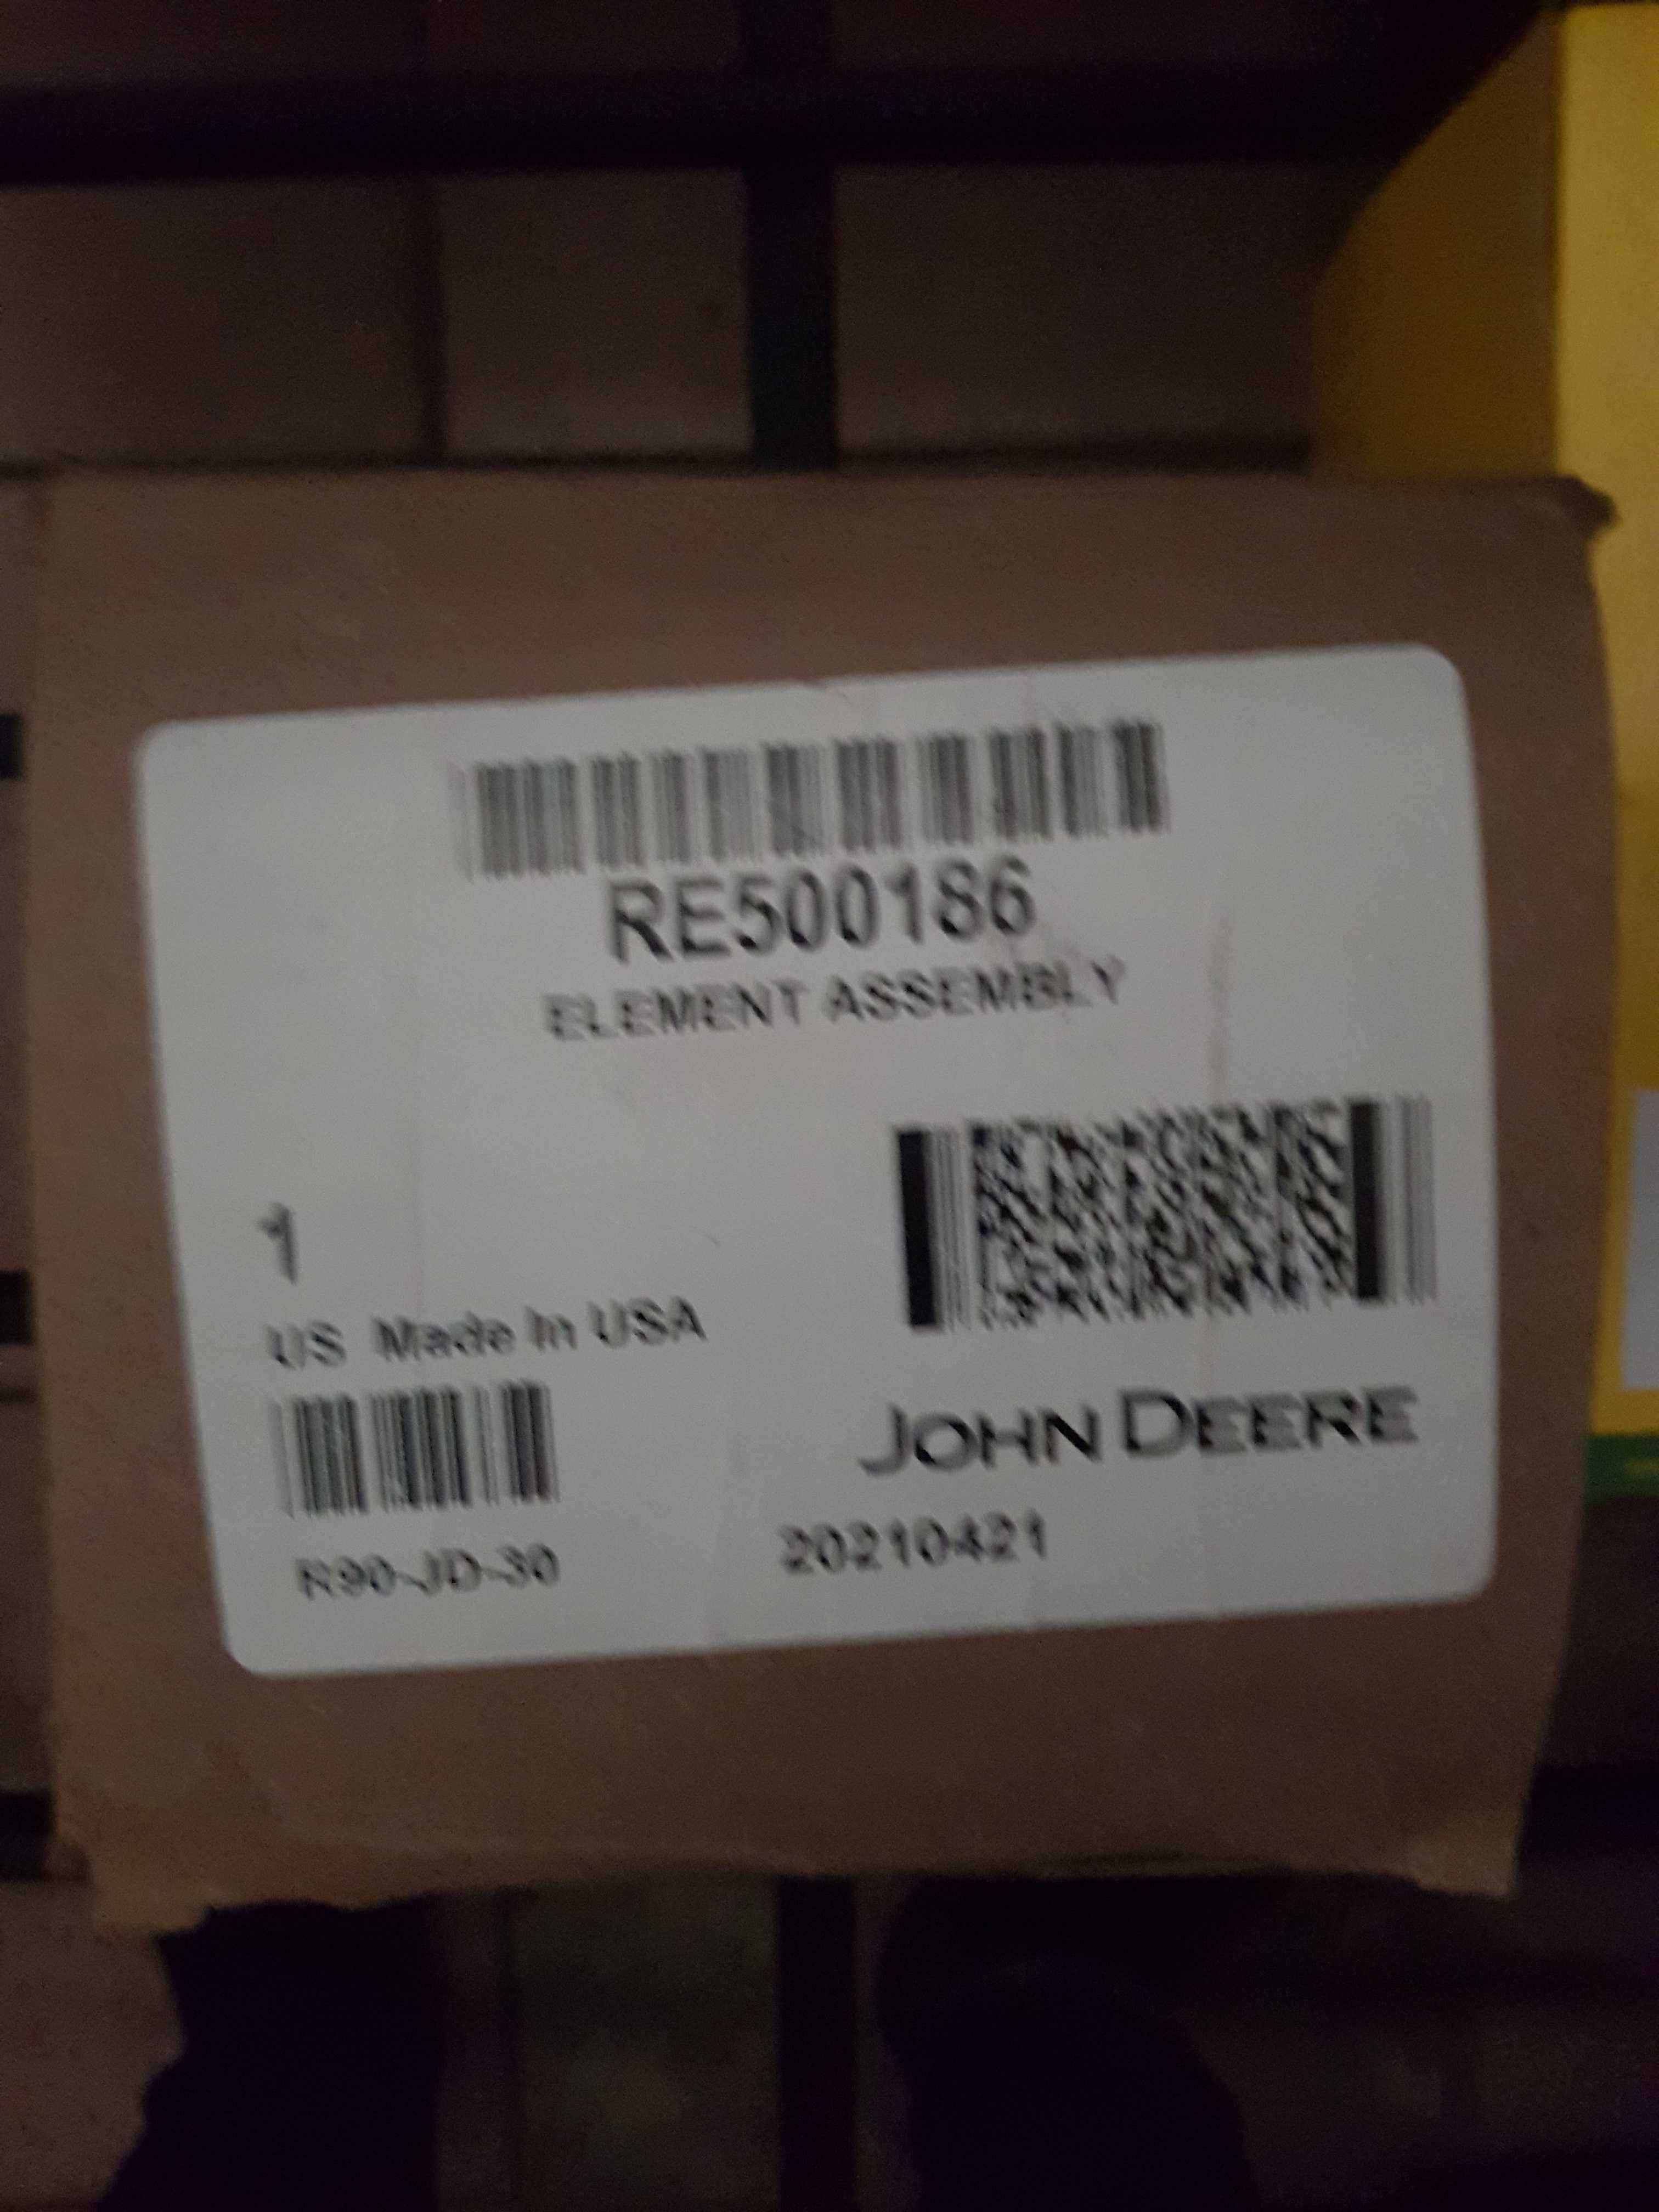 RE500186
ELEMENT ASSEMBLY
1
US Made In USA
JOHN DEERE
R90-JD-30
20210421